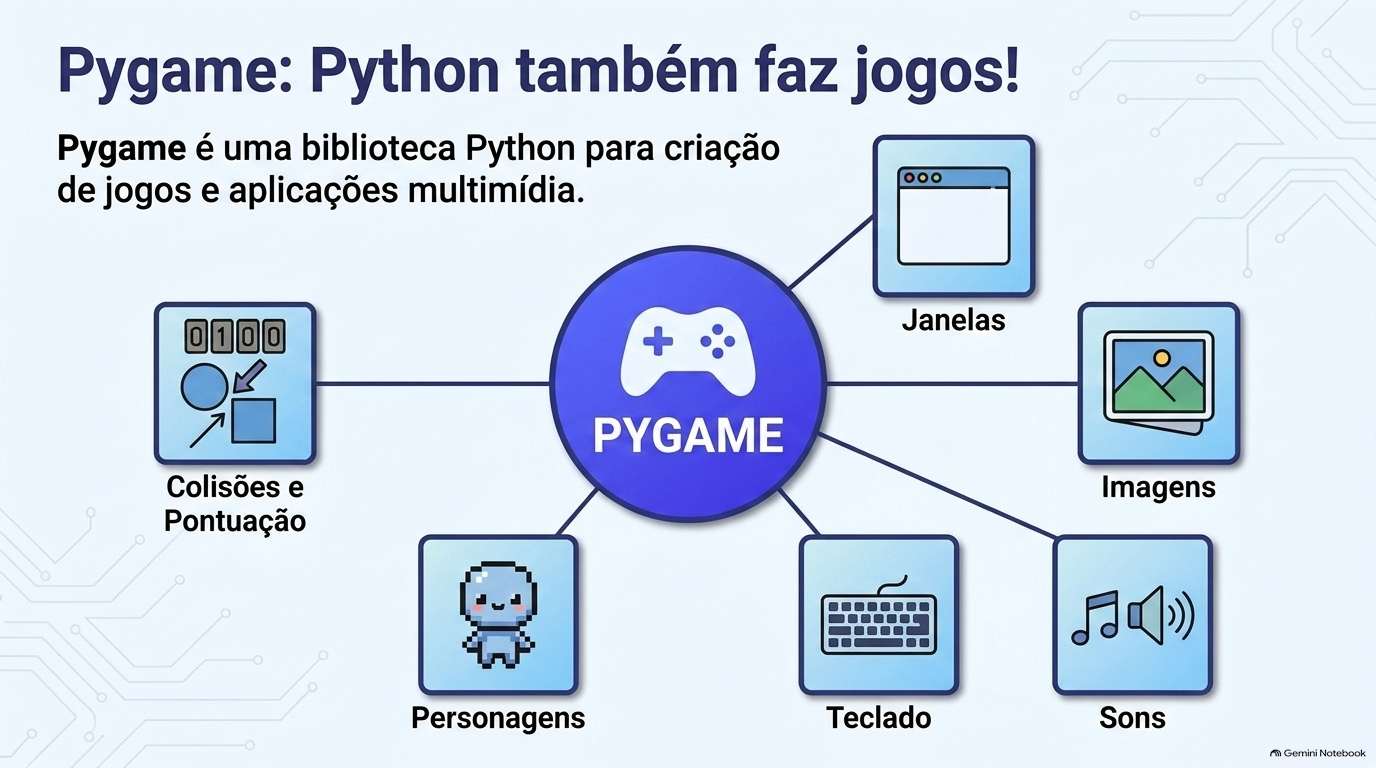 Pygame: Python também faz jogos!
Pygame é uma biblioteca Python para criação
de jogos e aplicações multimídia.
Janelas
0100
PYGAME
Imagens
Colisões e
Pontuação
Personagens
Teclado
Sons
Gemini Notebook